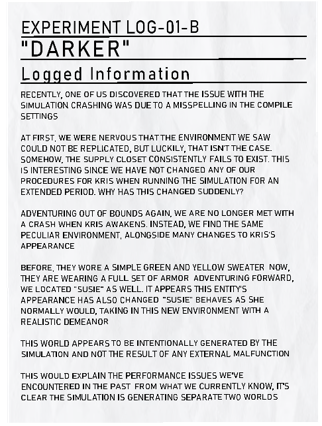 EXPERIMENT LOG-01-B
"DARKER"
Logged Information
RECENTLY, ONE OF US DISCOVERED THAT THE ISSUE WITH THE
SIMULATION CRASHING WAS DUE TO A MISSPELLING IN THE COMPILE
SETTINGS
AT FIRST, WE WERE NERVOUS THAT THE ENVIRONMENT WE SAW
COULD NOT BE REPLICATED, BUT LUCKILY, THAT ISN'T THE CASE.
SOMEHOW, THE SUPPLY CLOSET CONSISTENTLY FAILS TO EXIST. THIS
IS INTERESTING SINCE WE HAVE NOT CHANGED ANY OF OUR
PROCEDURES FOR KRIS WHEN RUNNING THE SIMULATION FOR AN
EXTENDED PERIOD. WHY HAS THIS CHANGED SUDDENLY?
ADVENTURING OUT OF BOUNDS AGAIN, WE ARE NO LONGER MET WITH
A CRASH WHEN KRIS AWAKENS. INSTEAD, WE FIND THE SAME
PECULIAR ENVIRONMENT, ALONGSIDE MANY CHANGES TO KRIS'S
APPEARANCE
BEFORE, THEY WORE A SIMPLE GREEN AND YELLOW SWEATER NOW,
THEY ARE WEARING A FULL SET OF ARMOR ADVENTURING FORWARD,
WE LOCATED "SUSIE" AS WELL. IT APPEARS THIS ENTITY'S
APPEARANCE HAS ALSO CHANGED "SUSIE" BEHAVES AS SHE
NORMALLY WOULD, TAKING IN THIS NEW ENVIRONMENT WITH A
REALISTIC DEMEANOR
THIS WORLD APPEARS TO BE INTENTIONALLY GENERATED BY THE
SIMULATION AND NOT THE RESULT OF ANY EXTERNAL MALFUNCTION
THIS WOULD EXPLAIN THE PERFORMANCE ISSUES WE'VE
ENCOUNTERED IN THE PAST FROM WHAT WE CURRENTLY KNOW, IT'S
CLEAR THE SIMULATION IS GENERATING SEPARATE TWO WORLDS